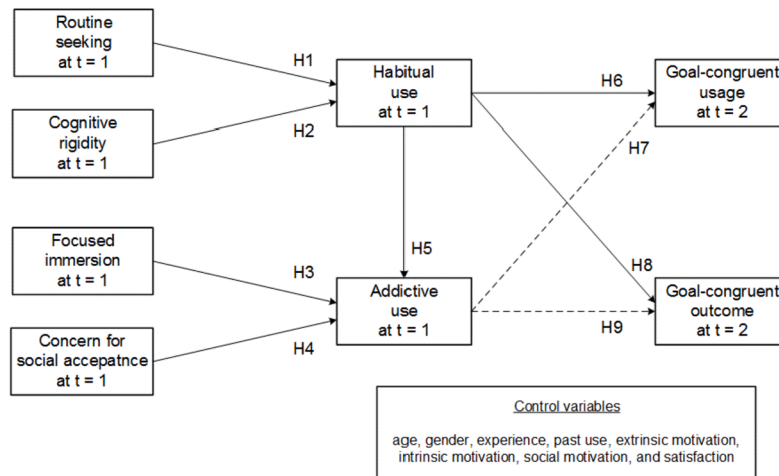 Routine
seeking
at t = 1
H1
Cognitive
rigidity
at t = 1
H2
Habitual
use
at t = 1
H6
Goal-congruent
usage
at t = 2
H7
H5
Focused
immersion
at t = 1
H3
Concern for
social accepatnce
at t = 1
H4
Addictive
use
at t = 1
H8
H9
Goal-congruent
outcome
at t = 2
Control variables
age, gender, experience, past use, extrinsic motivation,
intrinsic motivation, social motivation, and satisfaction